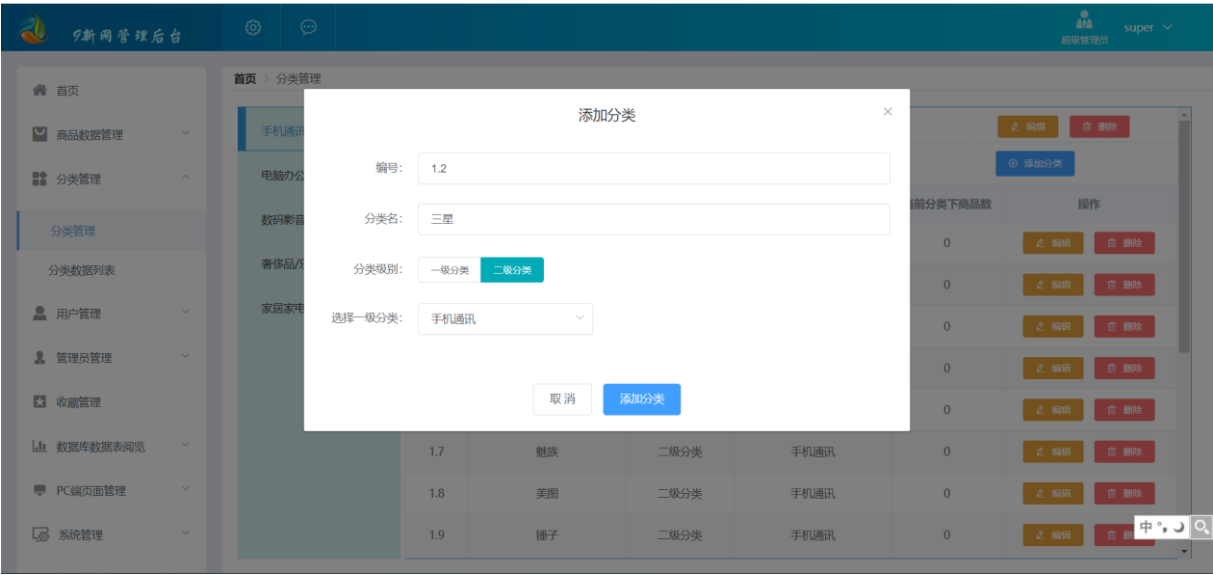 9新网管理后台
超级管理员
super
首页
商品数据管理
分类管理
分类管理
分类数据列表
用户管理
管理员管理
收藏管理
数据库数据表阅览
PC端页面管理
系统管理
首页 > 分类管理
手机通讯
电脑办公
数码影音
奢侈品/
家居家电
编辑 删除
添加分类
前分类下商品数 操作
0 编辑 删除
0 编辑 删除
0 编辑 删除
0 编辑 删除
0 编辑 删除
1.7 魅族 二级分类 手机通讯 0 编辑 删除
1.8 美图 二级分类 手机通讯 0 编辑 删除
1.9 锤子 二级分类 手机通讯 0 编辑 删
添加分类
编号: 1.2
分类名: 三星
分类级别: 一级分类 二级分类
选择一级分类: 手机通讯
取消 添加分类
中